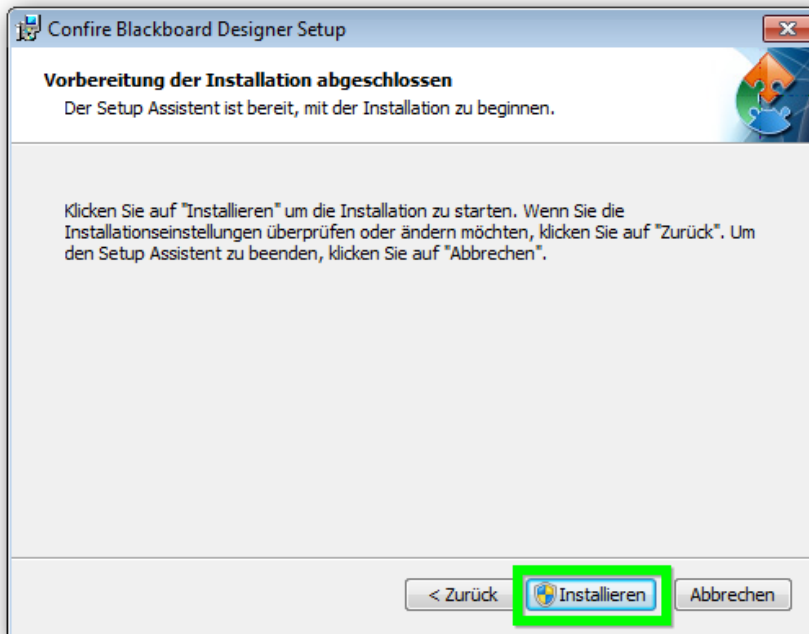 Confire Blackboard Designer Setup
Vorbereitung der Installation abgeschlossen
Der Setup Assistent ist bereit, mit der Installation zu beginnen.
Klicken Sie auf "Installieren" um die Installation zu starten. Wenn Sie die
Installationseinstellungen überprüfen oder ändern möchten, klicken Sie auf "Zurück". Um
den Setup Assistent zu beenden, klicken Sie auf "Abbrechen".
< Zurück Installieren Abbrechen